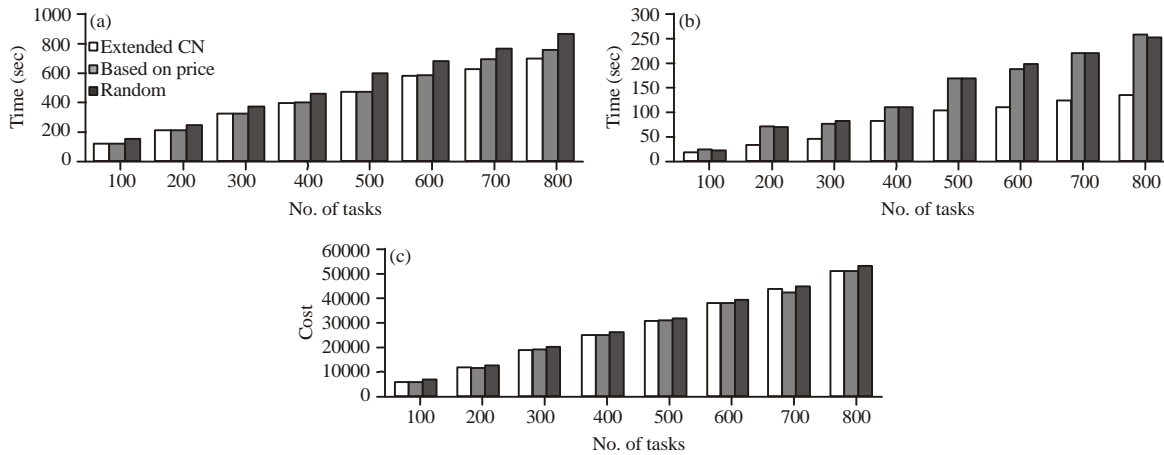 (a)
Time (sec)
1000
800
600
400
200
0
Extended CN
Based on price
Random
100 200 300 400 500 600 700 800
No. of tasks
(b)
Time (sec)
300
250
200
150
100
50
0
100 200 300 400 500 600 700 800
No. of tasks
(c)
Cost
60000
50000
40000
30000
20000
10000
0
100 200 300 400 500 600 700 800
No. of tasks